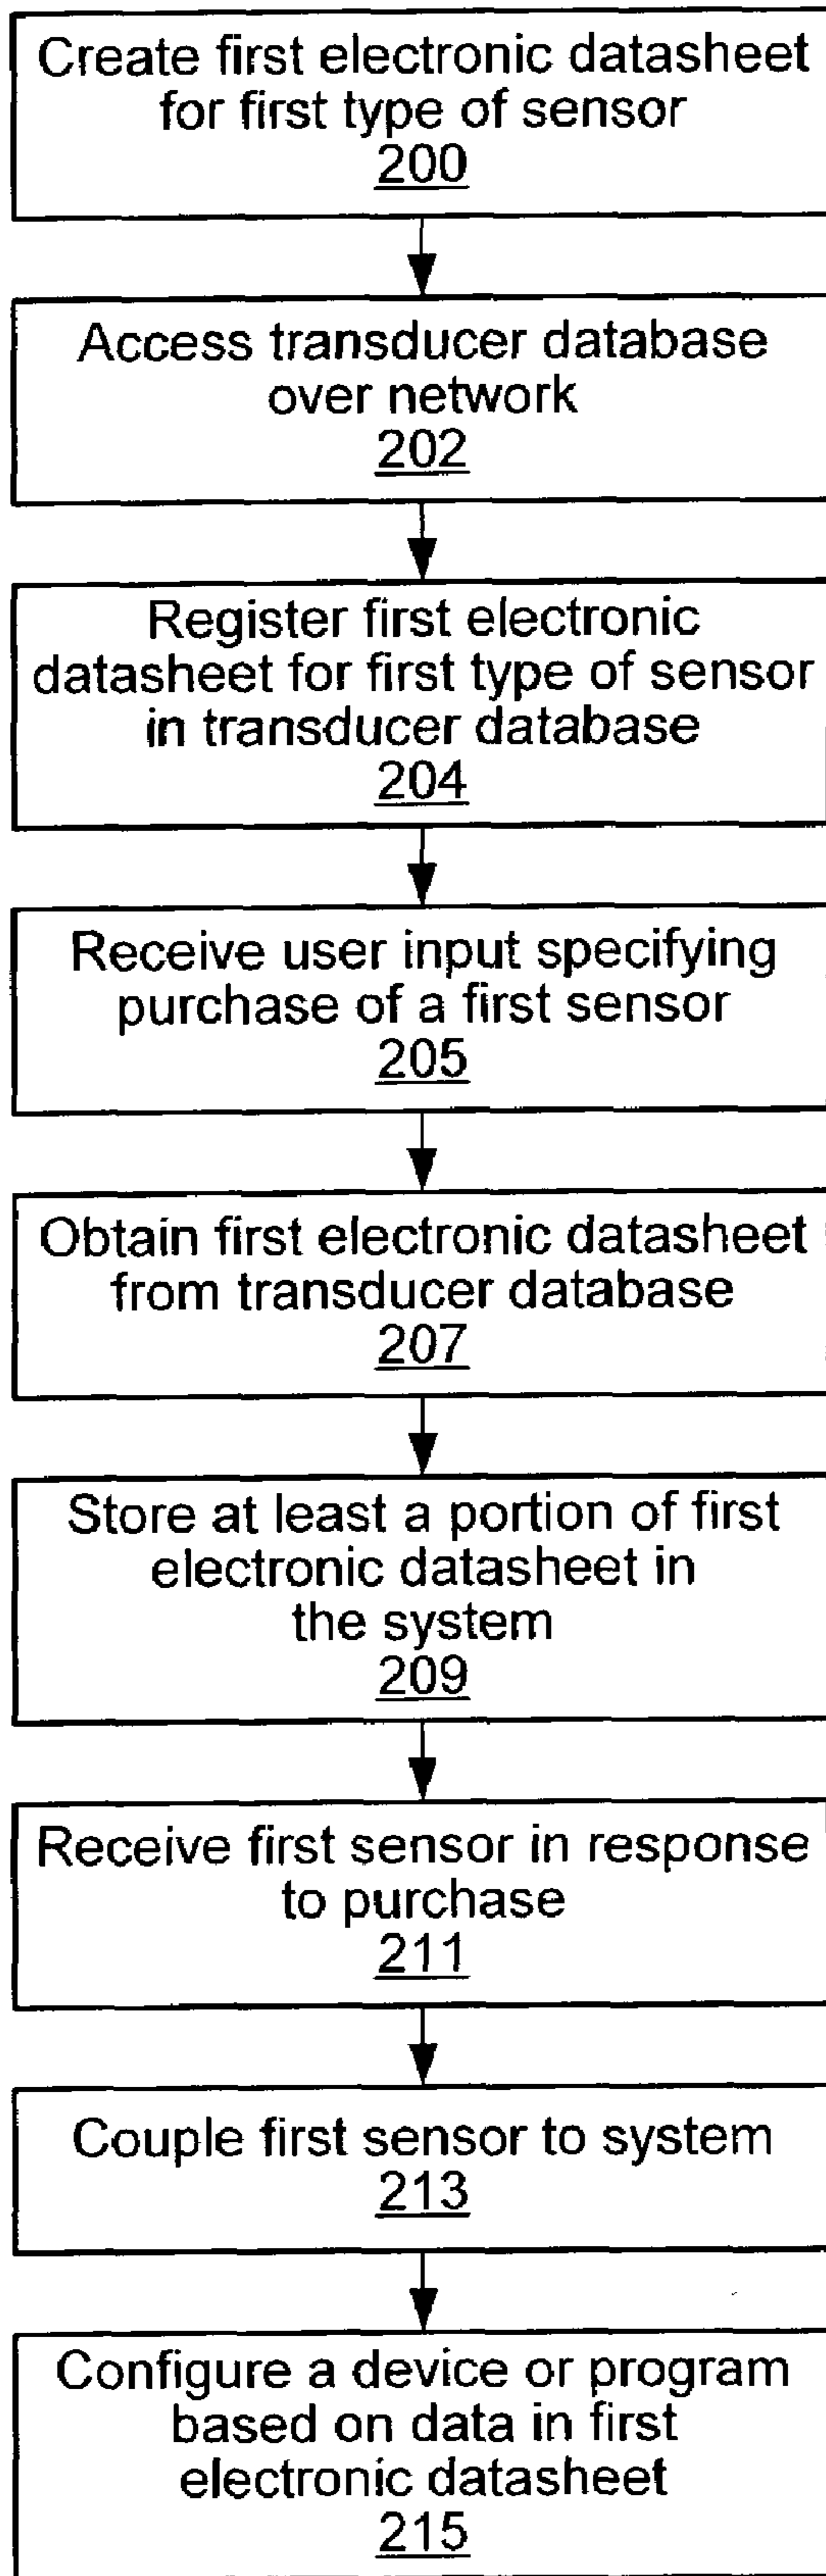 Create first electronic datasheet
for first type of sensor
200
Access transducer database
over network
202
Register first electronic
datasheet for first type of sensor
in transducer database
204
Receive user input specifying
purchase of a first sensor
205
Obtain first electronic datasheet
from transducer database
207
Store at least a portion of first
electronic datasheet in
the system
209
Receive first sensor in response
to purchase
211
Couple first sensor to system
213
Configure a device or program
based on data in first
electronic datasheet
215